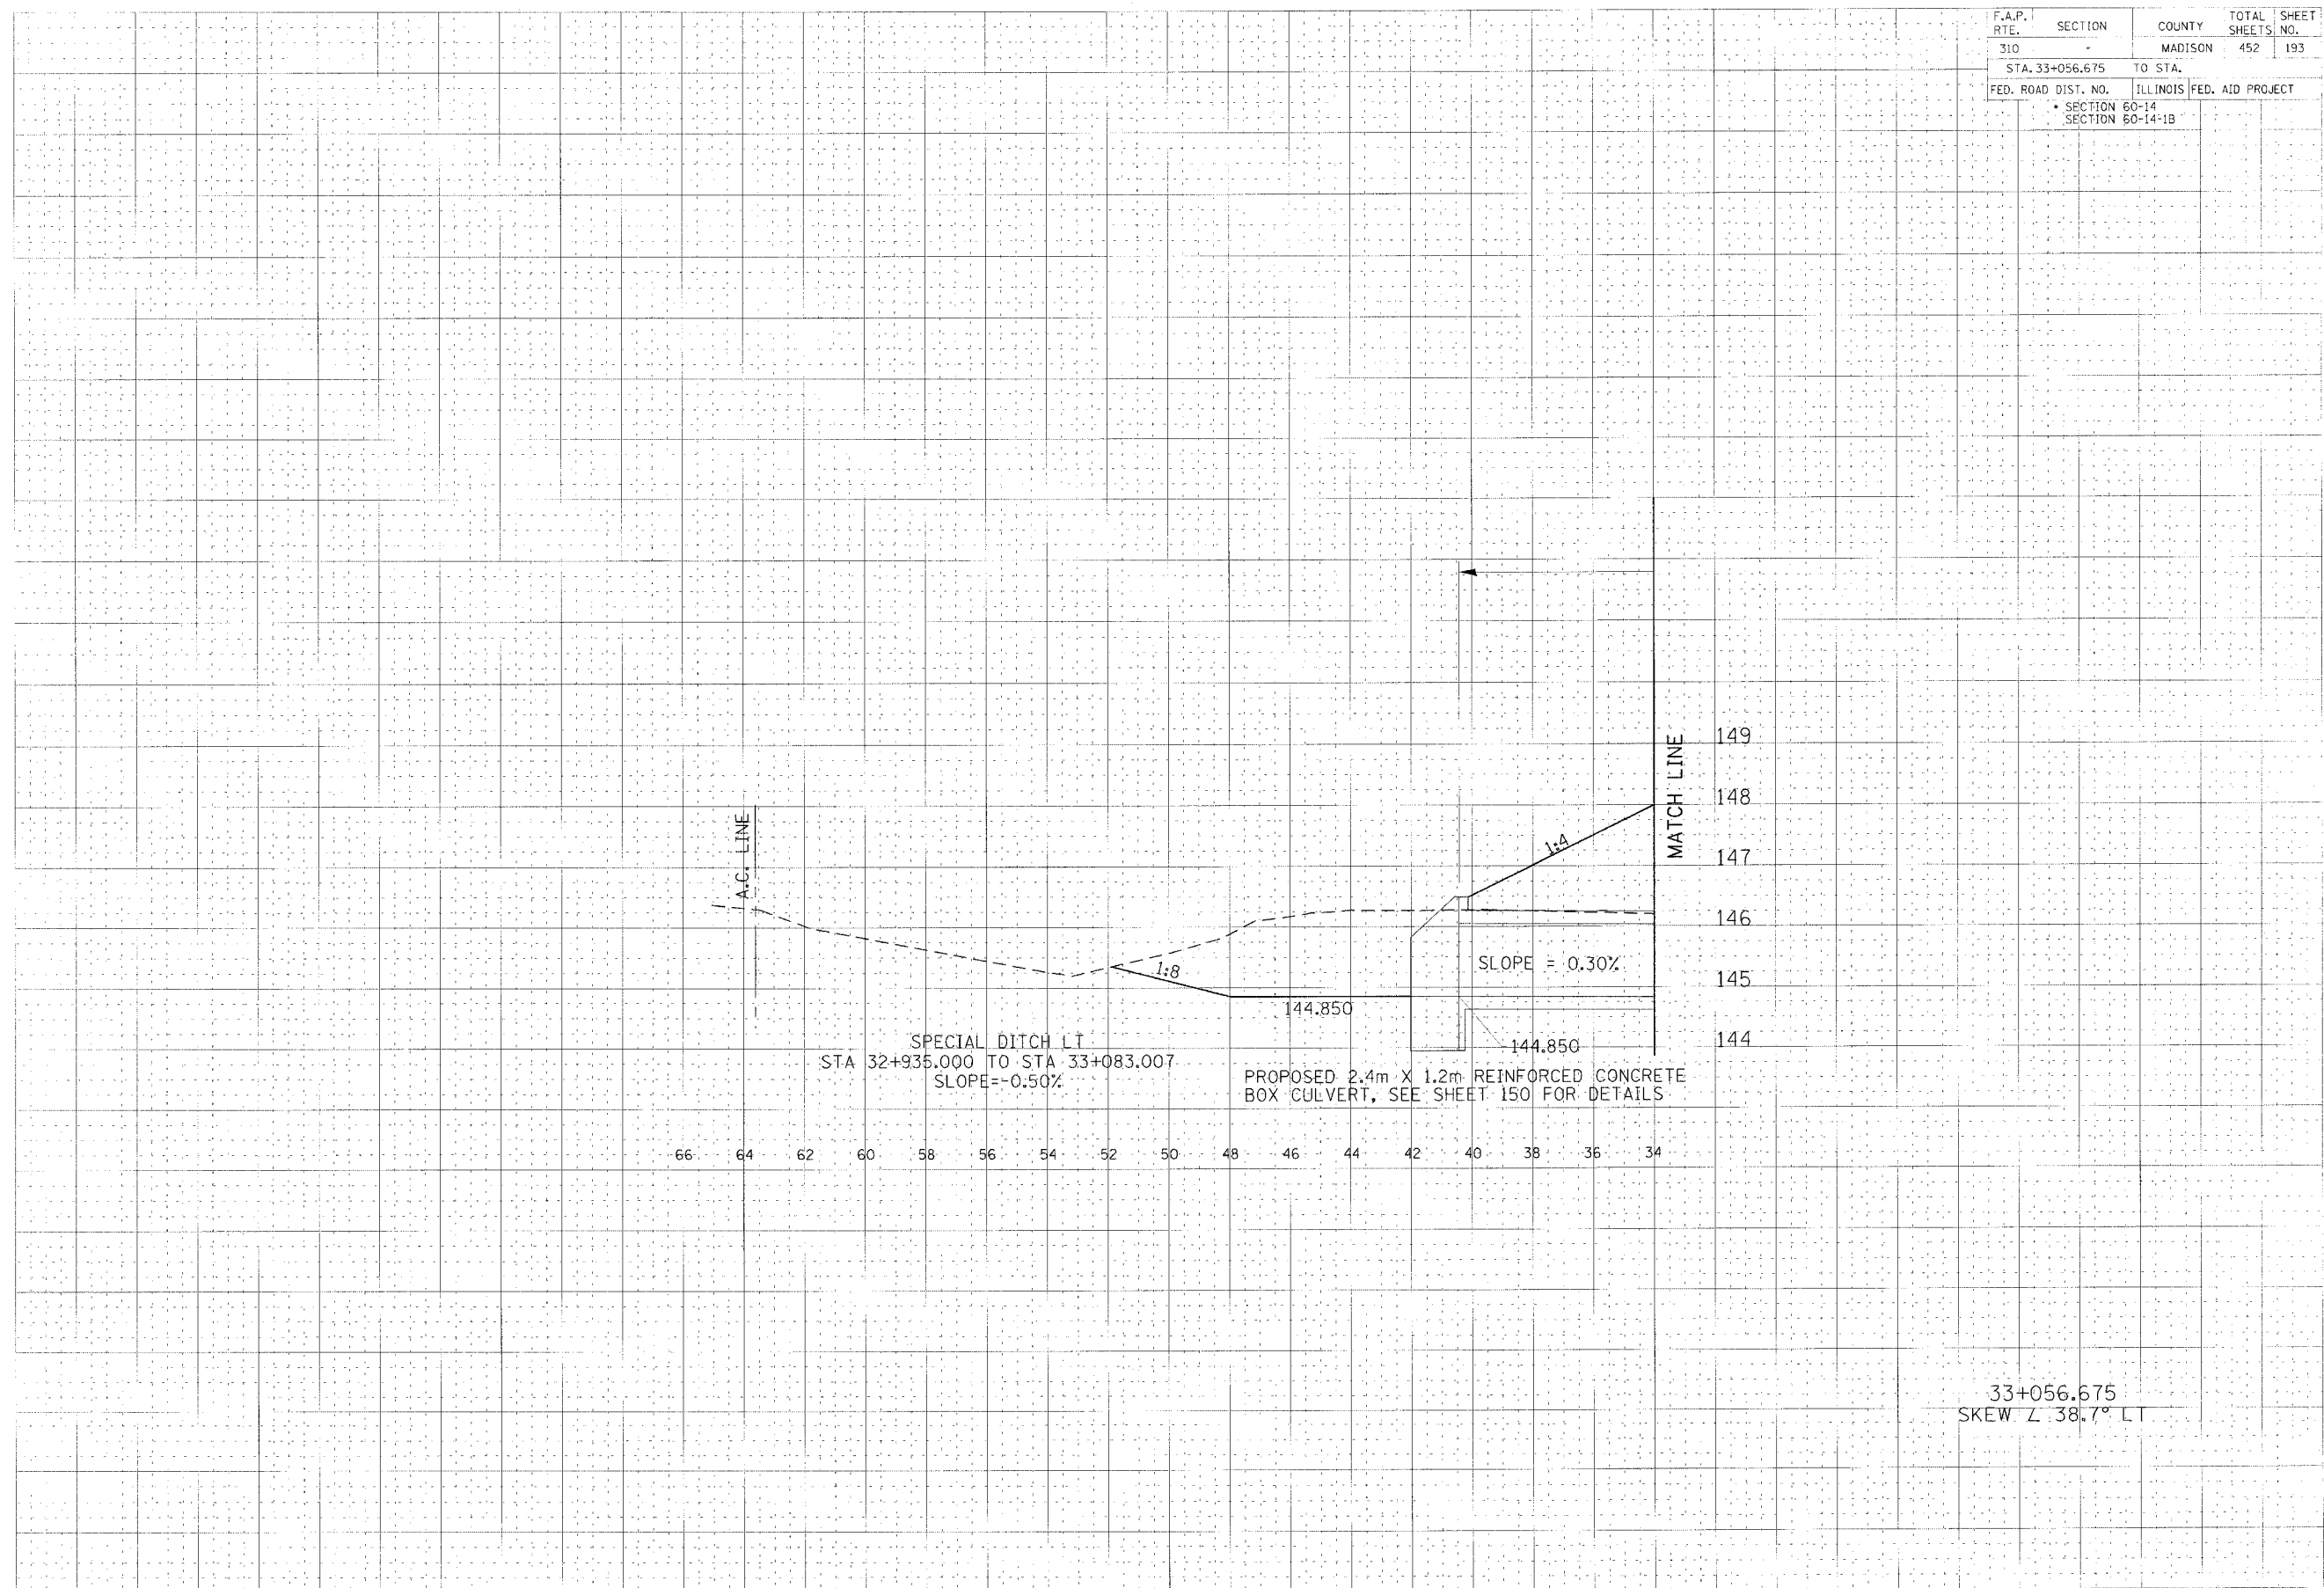 F.A.P. RTE. SECTION COUNTY TOTAL SHEETS SHEET NO.
310 - MADISON 452 193
STA. 33+056.675 TO STA.
FED. ROAD DIST. NO. ILLINOIS FED. AID PROJECT
• SECTION 60-14
SECTION 60-14-1B
149
148
147
146
145
144
MATCH LINE
A.C. LINE
1:4
1:8
SLOPE = 0.30%
144.850
144.850
SPECIAL DITCH LT
STA 32+935.000 TO STA 33+083.007
SLOPE=-0.50%
PROPOSED 2.4m X 1.2m REINFORCED CONCRETE
BOX CULVERT, SEE SHEET 150 FOR DETAILS
66 64 62 60 58 56 54 52 50 48 46 44 42 40 38 36 34
33+056.675
SKEW ∠ 38.7° LT